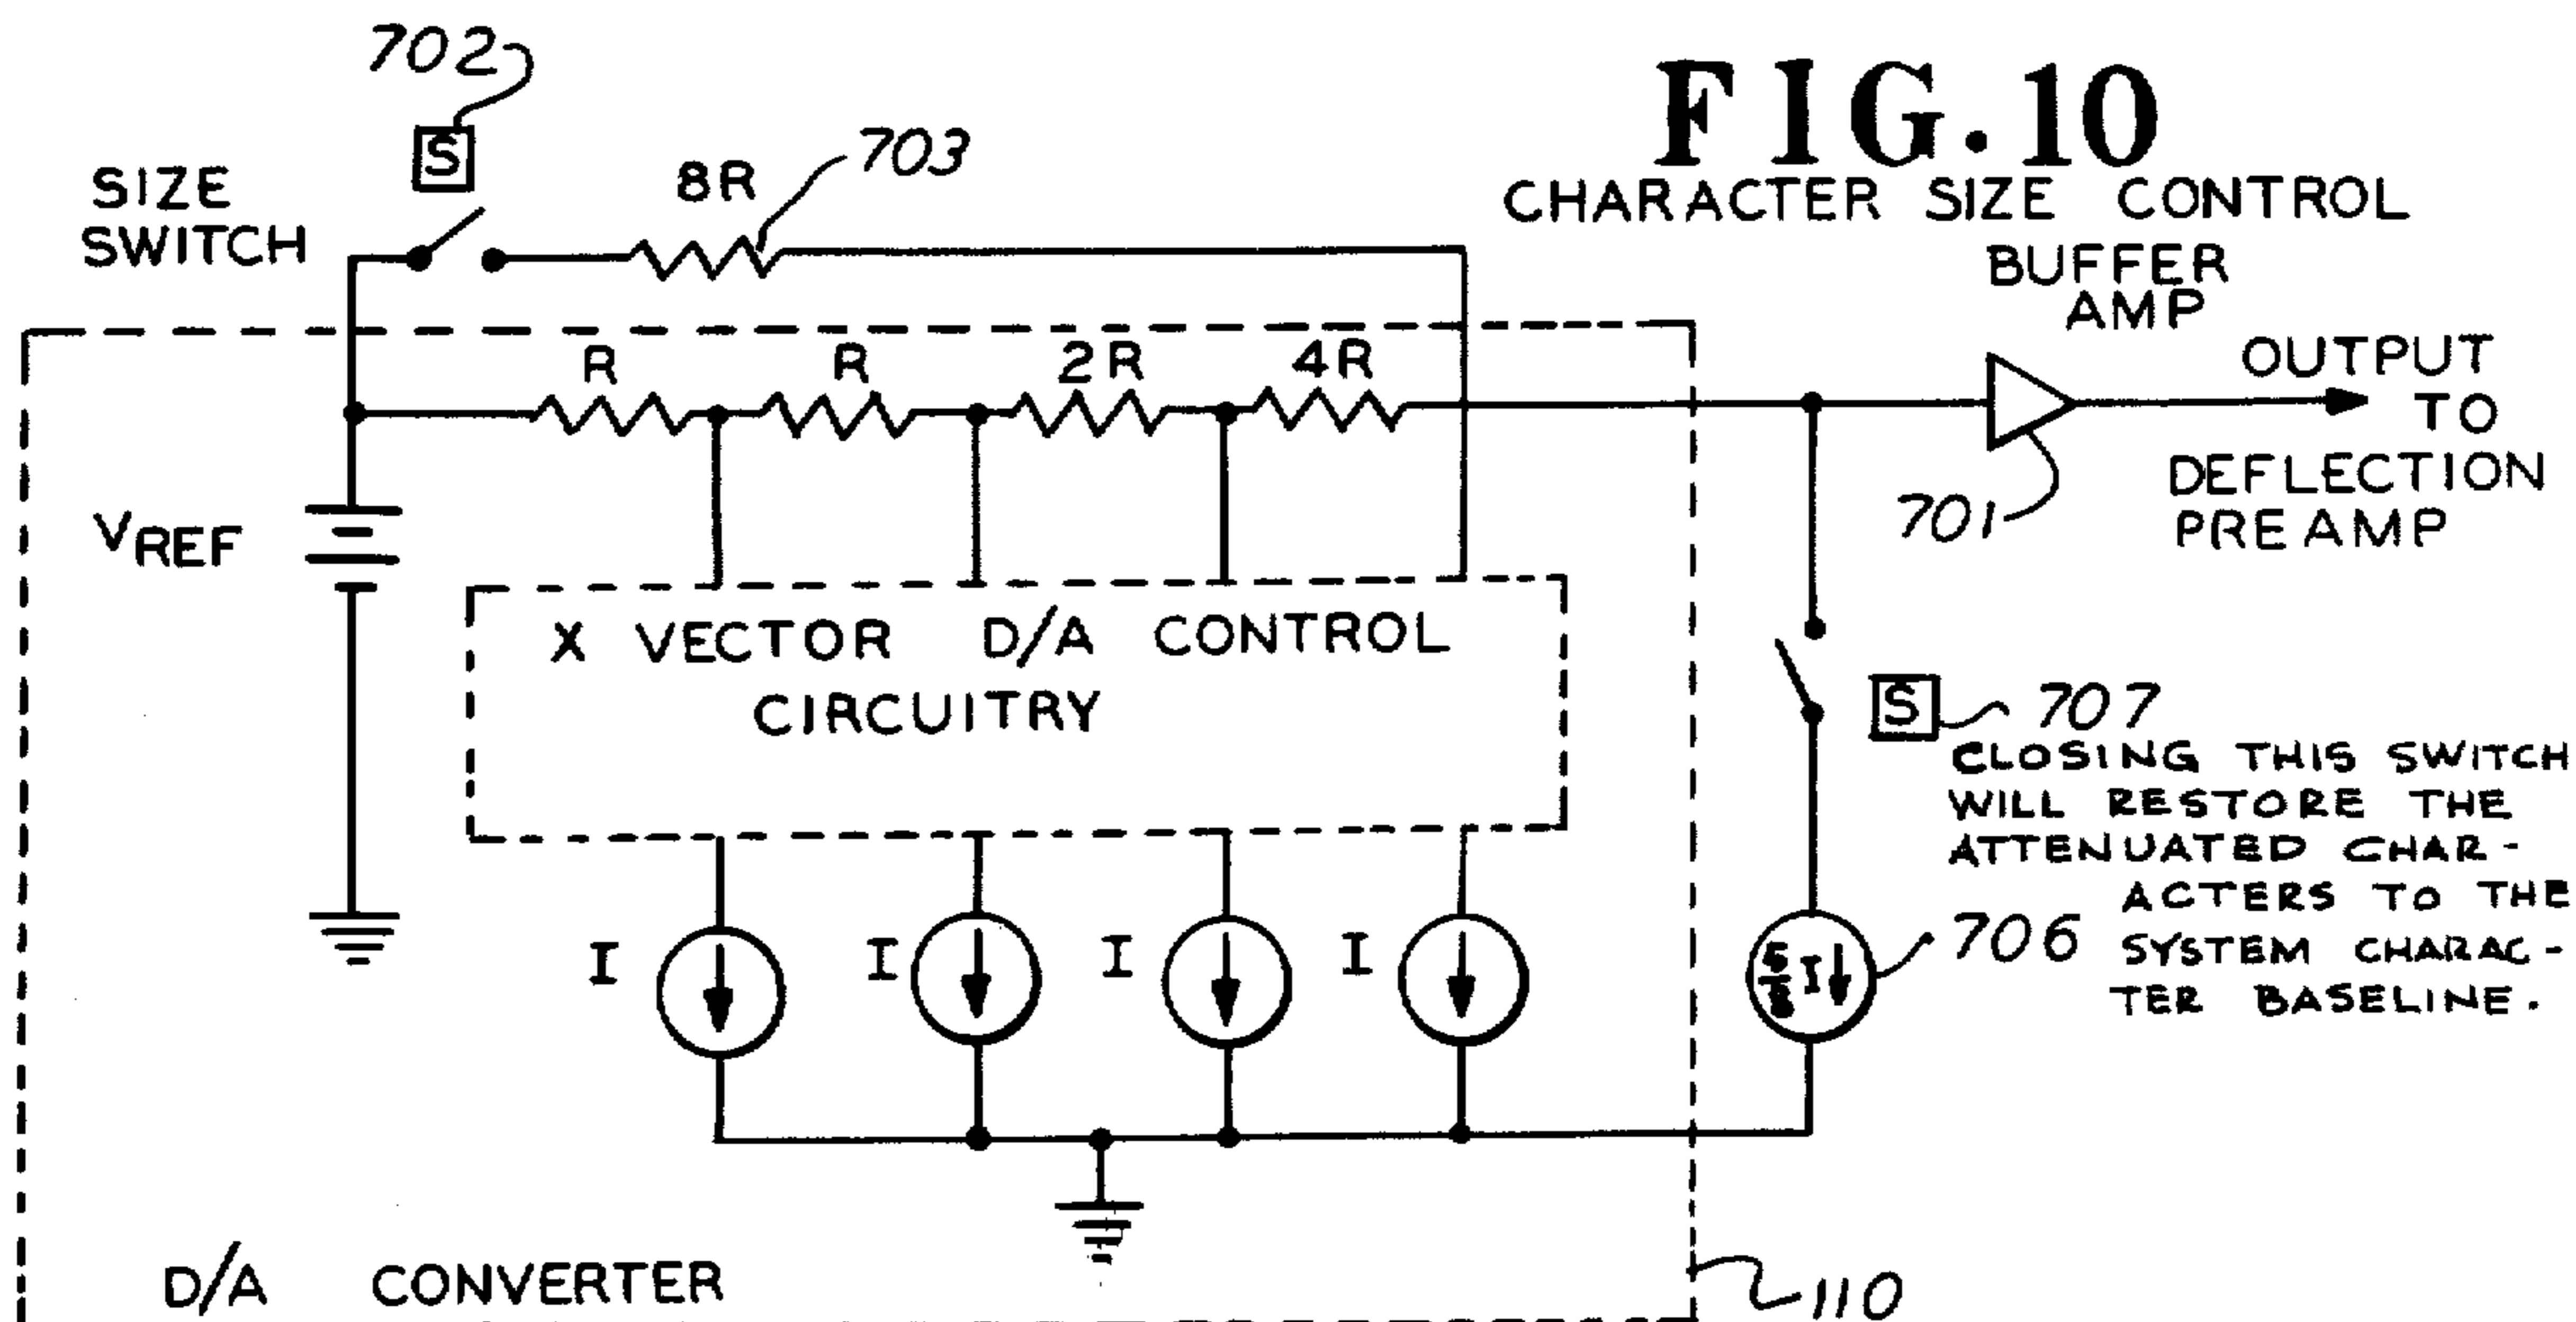 702
FIG. 10
S
703
SIZE
SWITCH
8R
CHARACTER SIZE CONTROL
BUFFER
AMP
R
R
2R
4R
OUTPUT
TO
DEFLECTION
PREAMP
701
VREF
X VECTOR D/A CONTROL
CIRCUITRY
S
707
CLOSING THIS SWITCH
WILL RESTORE THE
ATTENUATED CHAR-
ACTERS TO THE
SYSTEM CHARAC-
TER BASELINE.
I
I
I
I
I
706
D/A CONVERTER
110